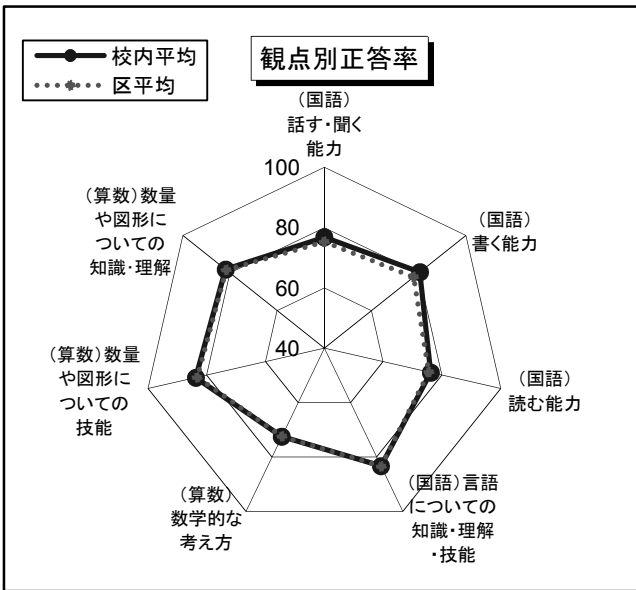 校内平均
区平均
観点別正答率
(国語)
話す・聞く
能力
(国語)
書く能力
(国語)
読む能力
(国語)言語
についての
知識・理解
・技能
(算数)
数学的な
考え方
(算数)数量
や図形に
ついての
技能
(算数)数量
や図形に
ついての
知識・理解
100
80
60
40